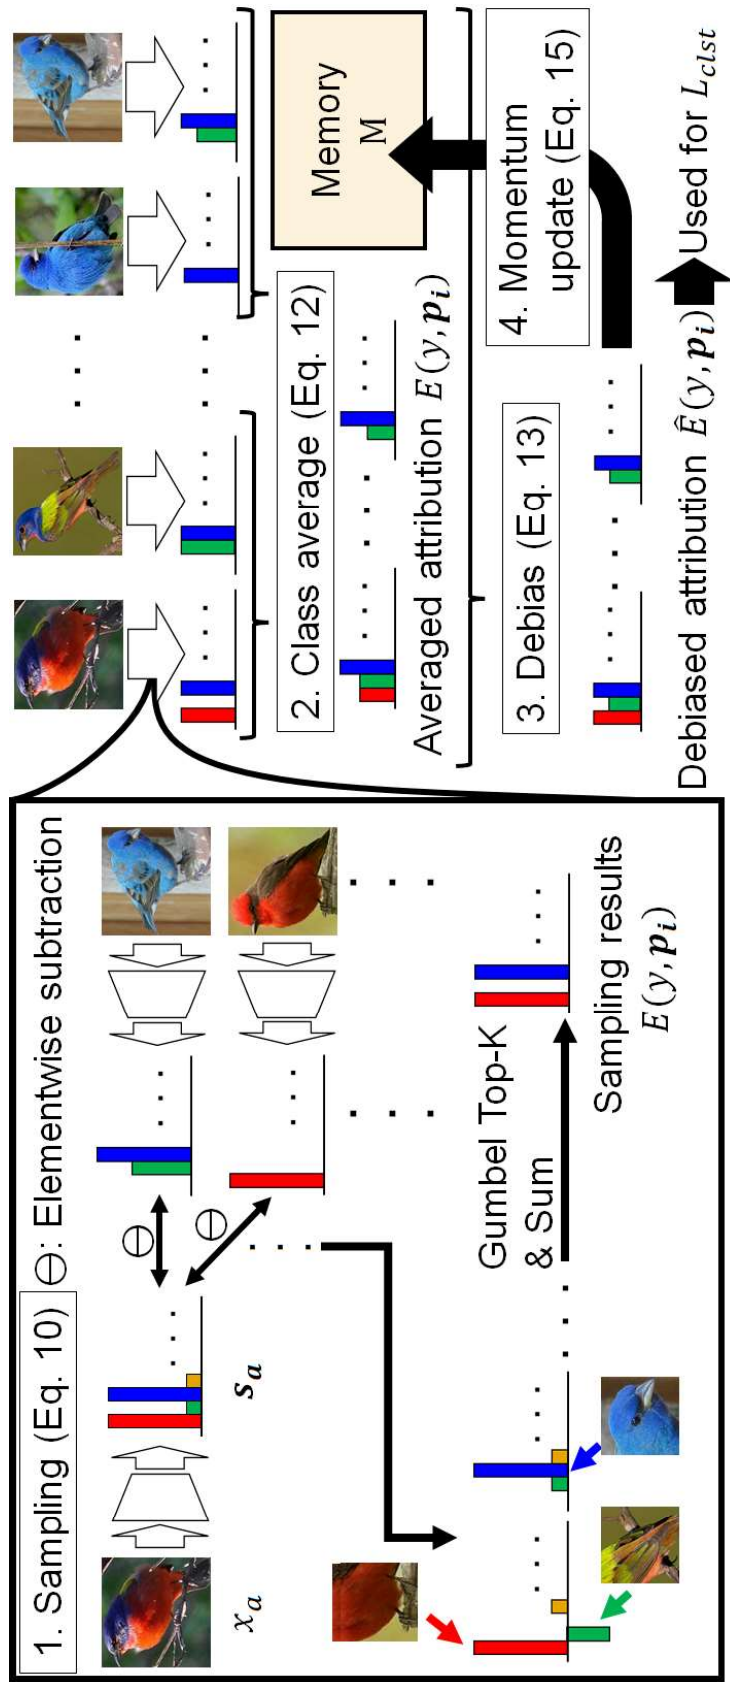 1. Sampling (Eq. 10)
⊖: Elementwise subtraction
x_a
s_a
⊖
⊖
Gumbel Top-K
& Sum
Sampling results
E(y, p_i)
2. Class average (Eq. 12)
Averaged attribution E(y, p_i)
3. Debias (Eq. 13)
Debiased attribution Ê(y, p_i)
Memory
M
4. Momentum
update (Eq. 15)
Used for L_clst